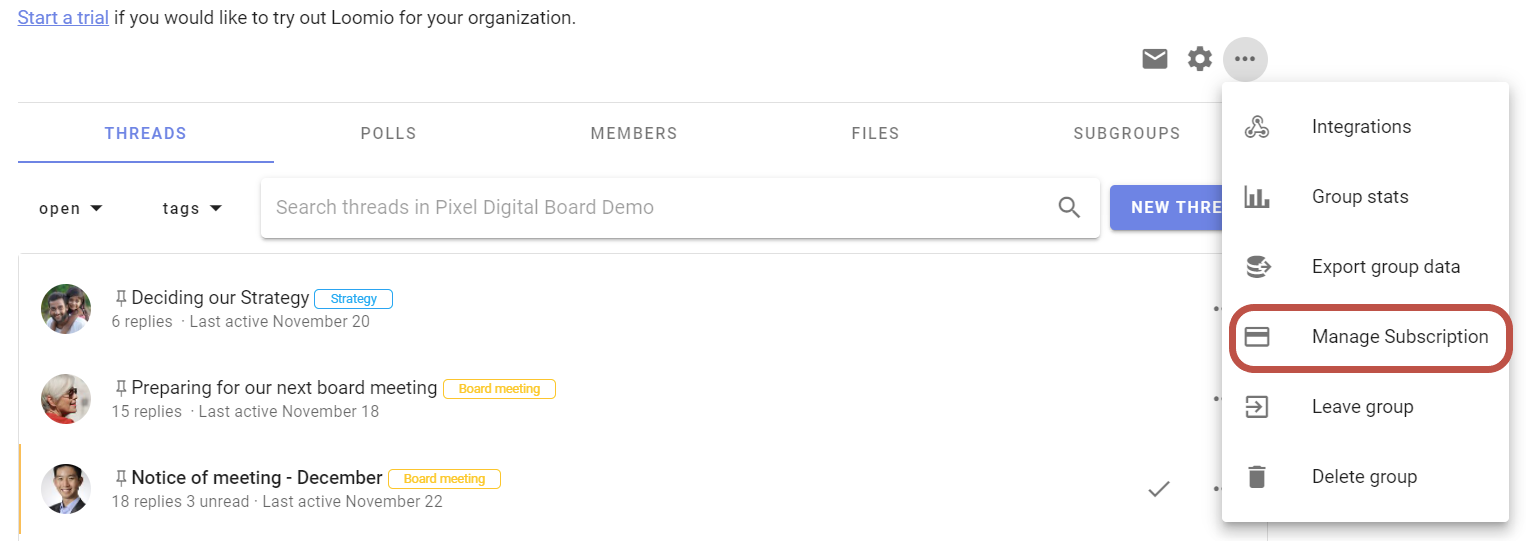 Start a trial if you would like to try out Loomio for your organization.
THREADS POLLS MEMBERS FILES SUBGROUPS
open tags Search threads in Pixel Digital Board Demo NEW THRE
Deciding our Strategy Strategy
6 replies · Last active November 20
Preparing for our next board meeting Board meeting
15 replies · Last active November 18
Notice of meeting - December Board meeting
18 replies 3 unread · Last active November 22
Integrations
Group stats
Export group data
Manage Subscription
Leave group
Delete group